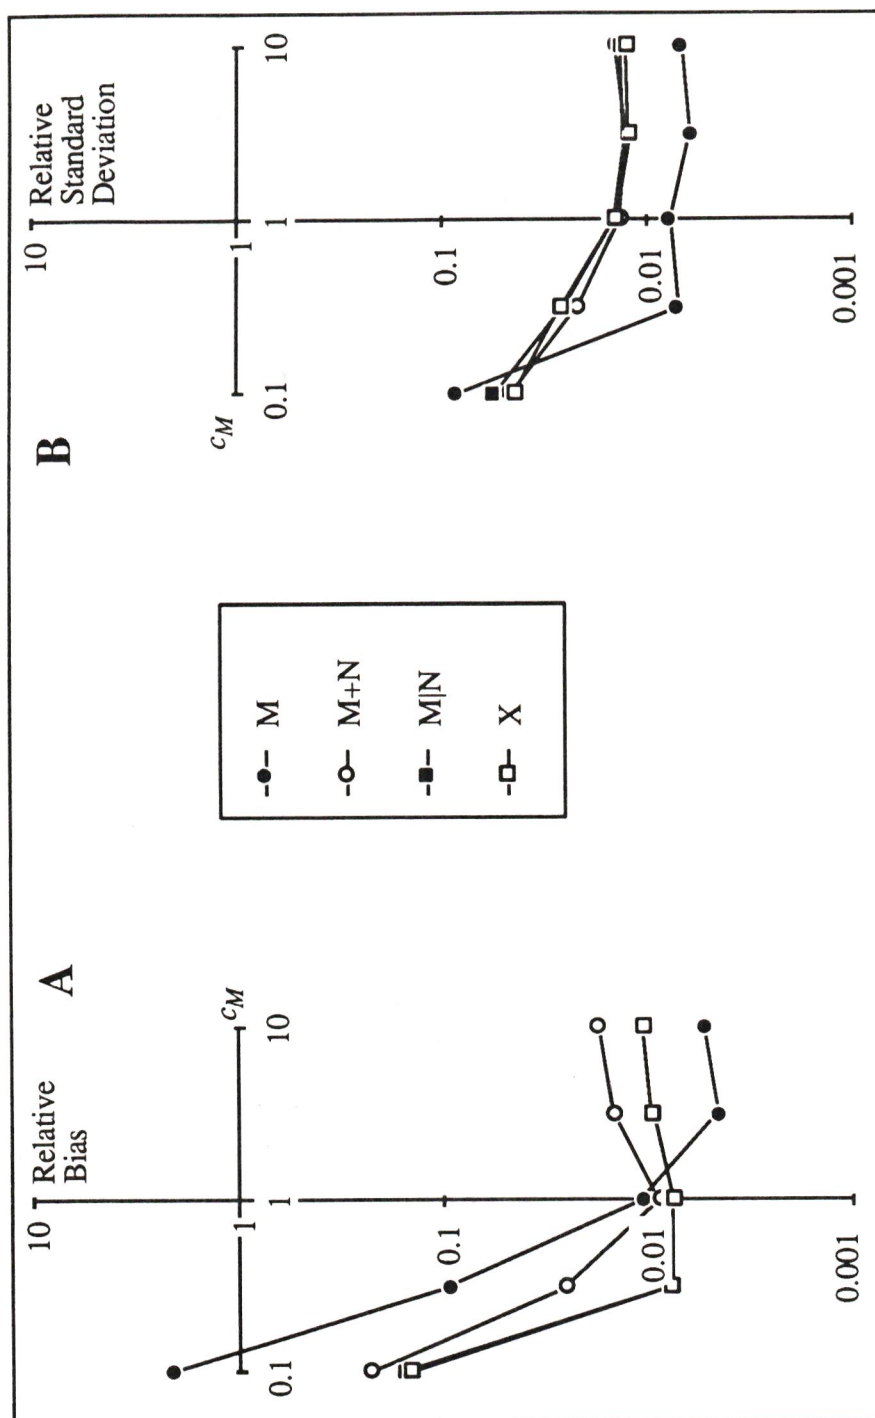 A
10
Relative
Bias
1
c_M
0.1
1
10
0.1
0.01
0.001
M
M+N
M|N
X
B
10
Relative
Standard
Deviation
1
c_M
0.1
1
10
0.1
0.01
0.001